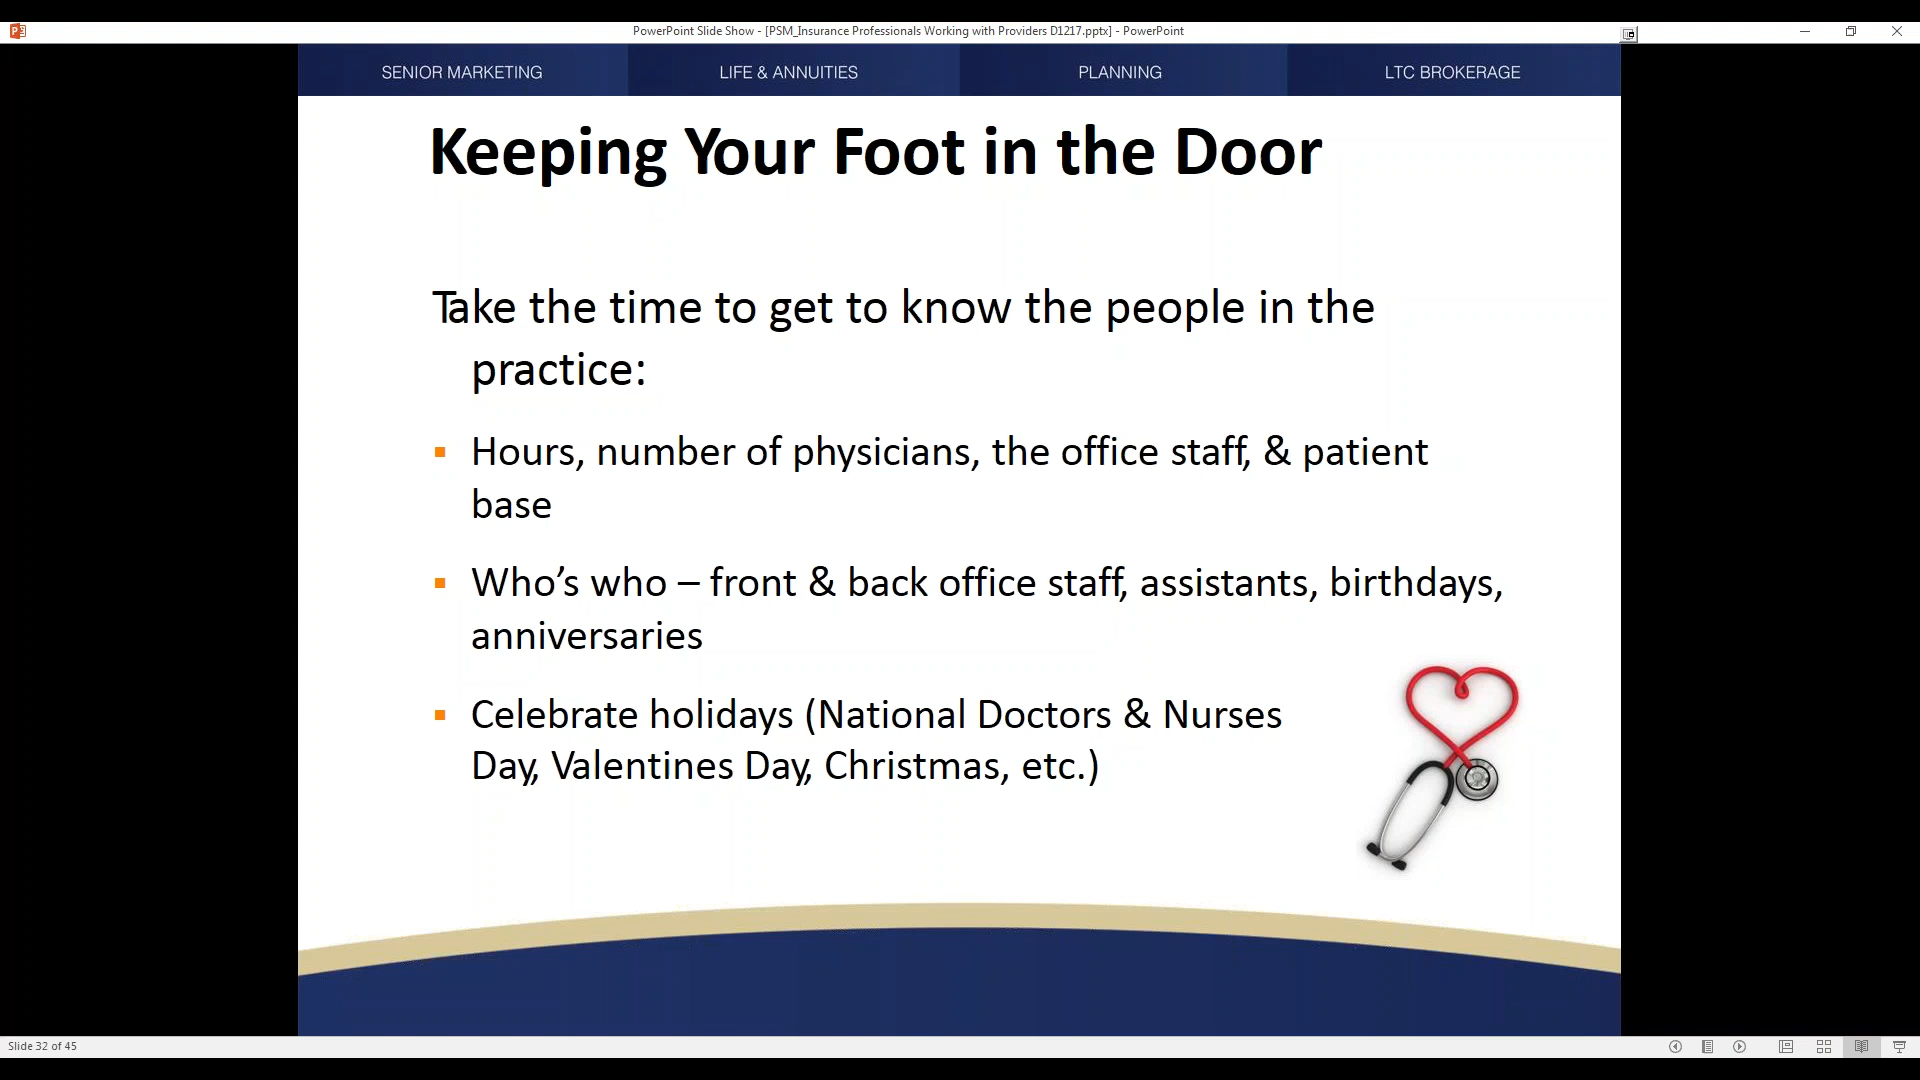 PowerPoint Slide Show - [PSM_Insurance Professionals Working with Providers D1217.pptx] - PowerPoint
SENIOR MARKETING
LIFE & ANNUITIES
PLANNING
LTC BROKERAGE
Keeping Your Foot in the Door
Take the time to get to know the people in the
practice:
Hours, number of physicians, the office staff, & patient
base
Who’s who – front & back office staff, assistants, birthdays,
anniversaries
Celebrate holidays (National Doctors & Nurses
Day, Valentines Day, Christmas, etc.)
Slide 32 of 45